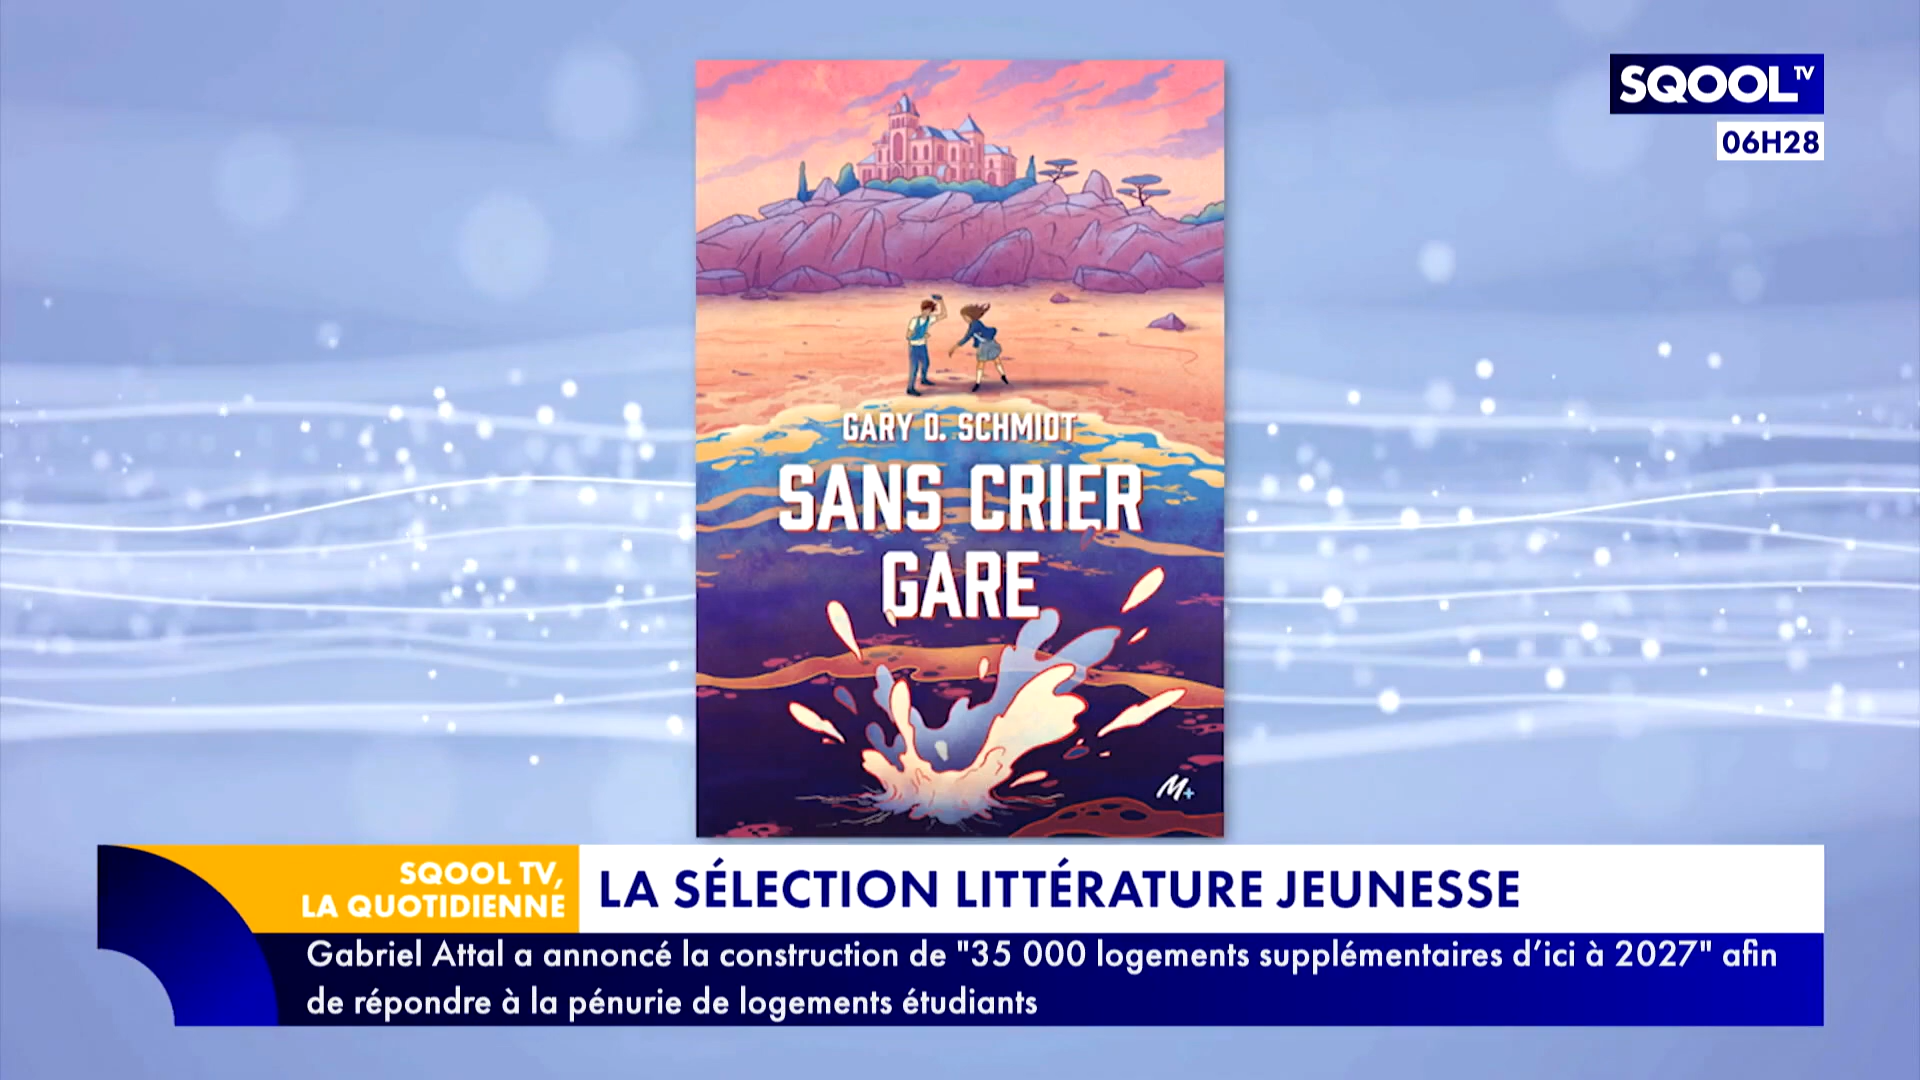 SQOOL TV
06H28
GARY D. SCHMIDT
SANS CRIER
GARE
M+
SQOOL TV,
LA QUOTIDIENNE
LA SÉLECTION LITTÉRATURE JEUNESSE
Gabriel Attal a annoncé la construction de "35 000 logements supplémentaires d’ici à 2027" afin
de répondre à la pénurie de logements étudiants